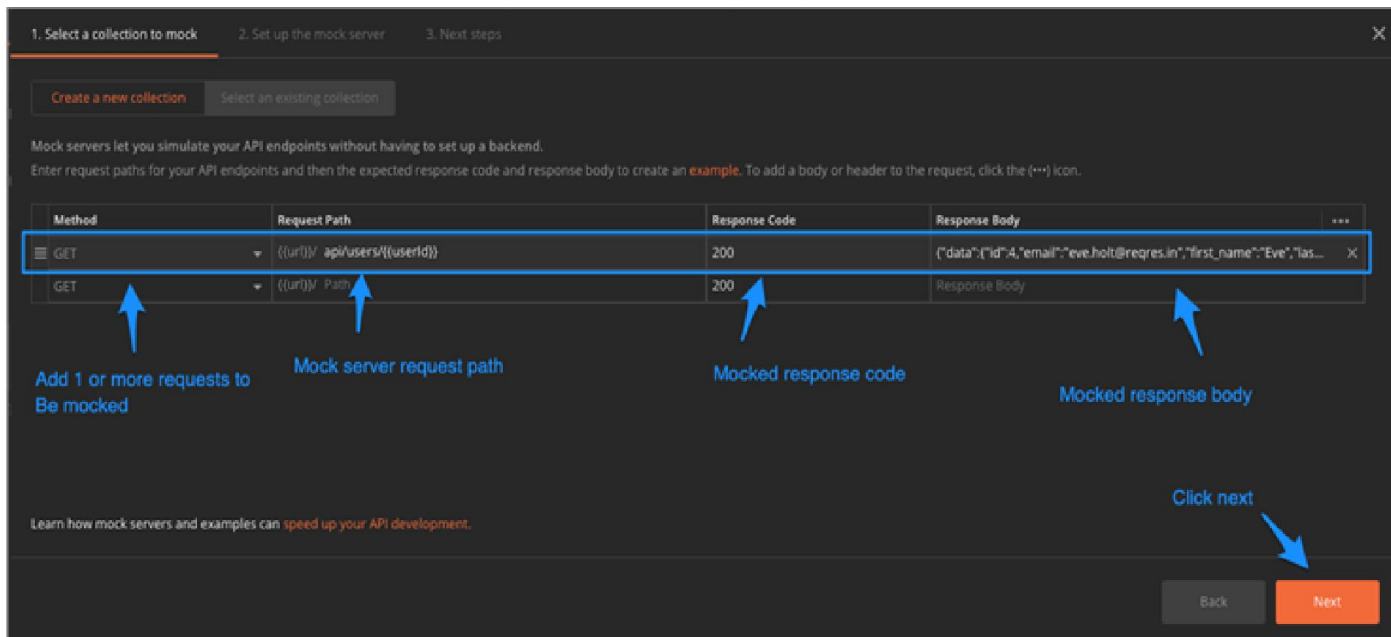 1. Select a collection to mock 2. Set up the mock server 3. Next steps
Create a new collection Select an existing collection
Mock servers let you simulate your API endpoints without having to set up a backend.
Enter request paths for your API endpoints and then the expected response code and response body to create an example. To add a body or header to the request, click the (•••) icon.
Method Request Path Response Code Response Body •••
GET {{url}}/ api/users/{{userId}} 200 {"data":{"id":4,"email":"eve.holt@reqres.in","first_name":"Eve","las...
GET {{url}}/ Path 200 Response Body
Add 1 or more requests to
Be mocked
Mock server request path
Mocked response code
Mocked response body
Click next
Learn how mock servers and examples can speed up your API development.
Back Next